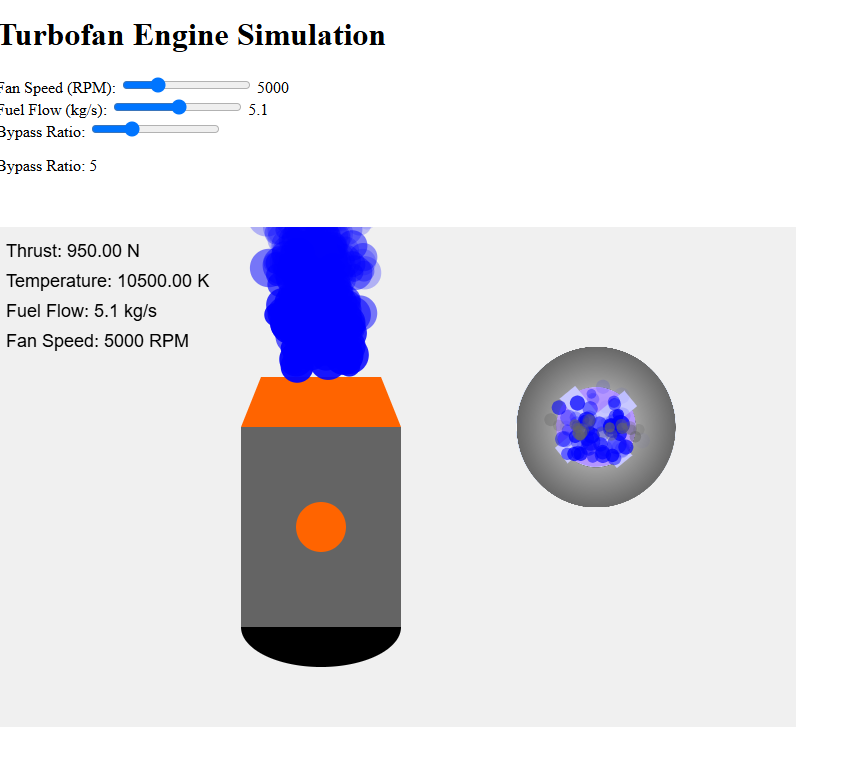 Turbofan Engine Simulation
Fan Speed (RPM): 5000
Fuel Flow (kg/s): 5.1
Bypass Ratio:
Bypass Ratio: 5
Thrust: 950.00 N
Temperature: 10500.00 K
Fuel Flow: 5.1 kg/s
Fan Speed: 5000 RPM